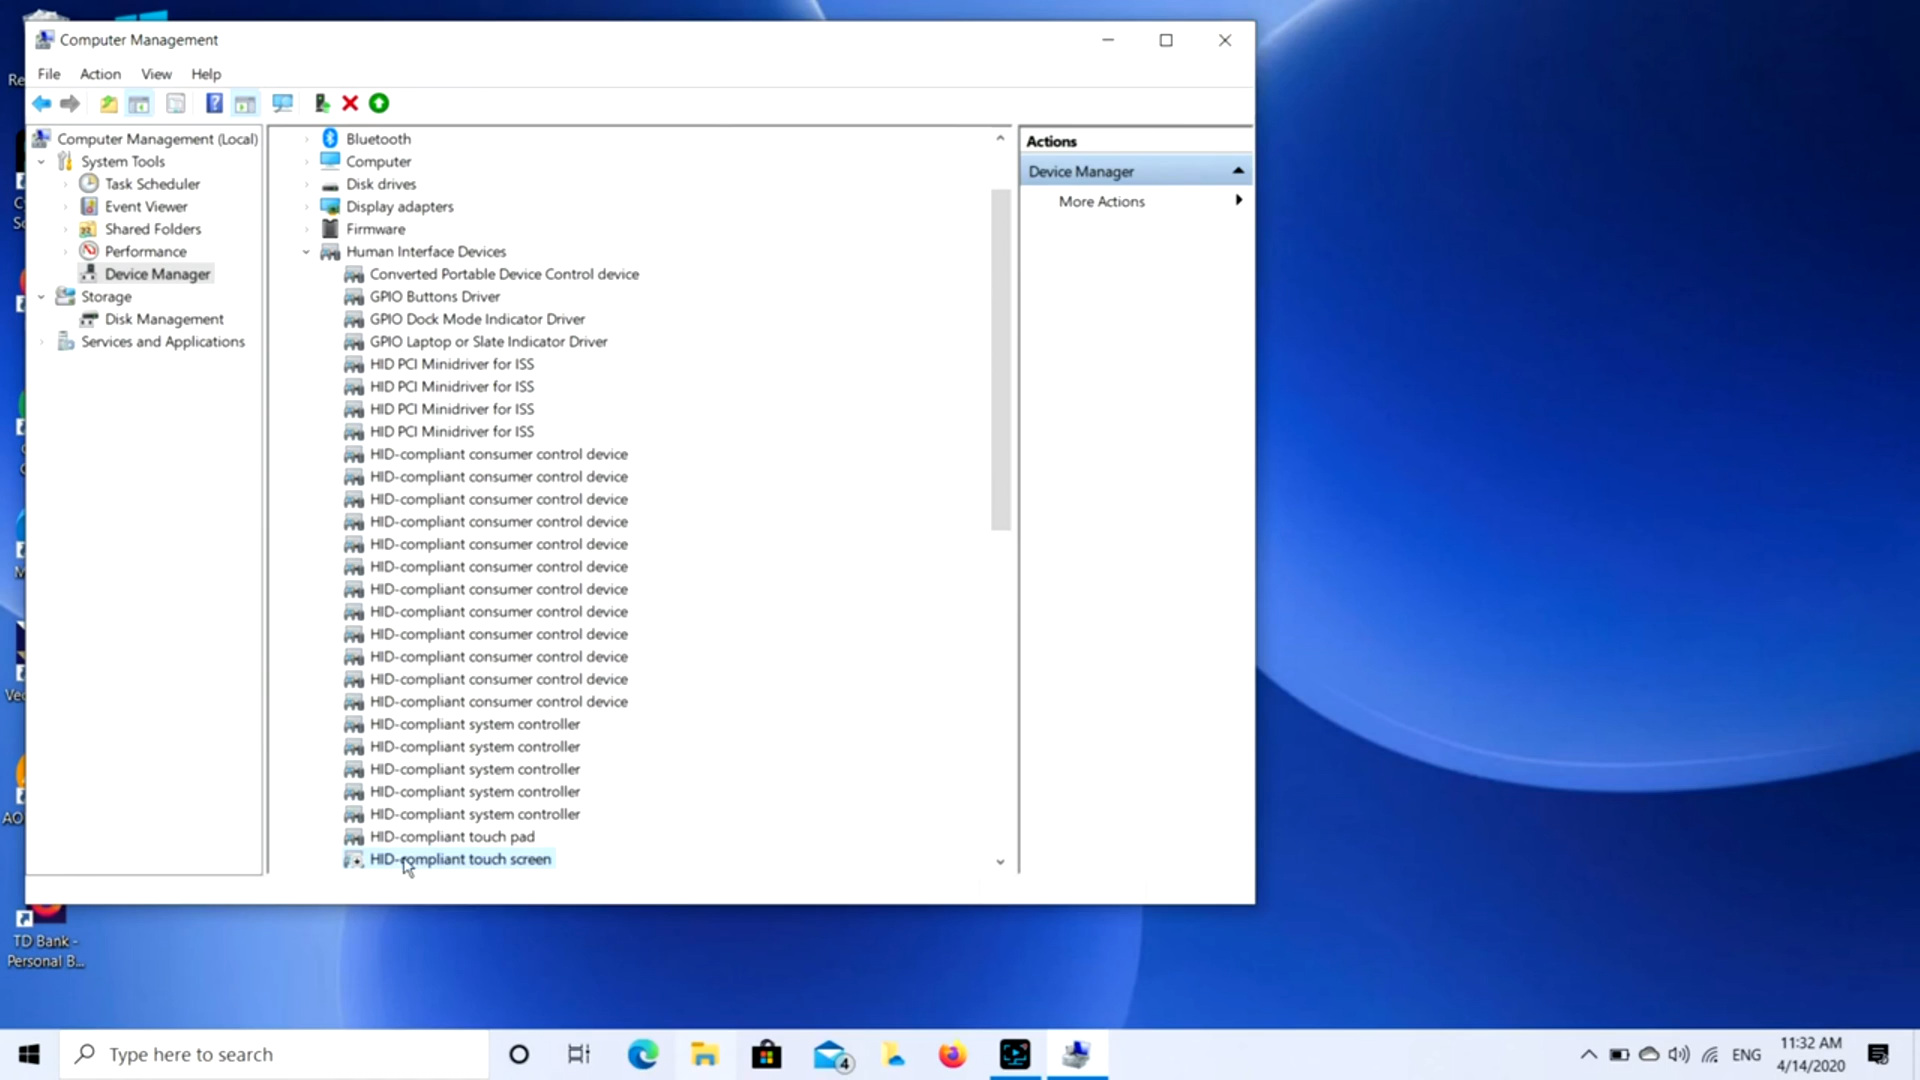 Computer Management
File Action View Help
Computer Management (Local)
System Tools
Task Scheduler
Event Viewer
Shared Folders
Performance
Device Manager
Storage
Disk Management
Services and Applications
Bluetooth
Computer
Disk drives
Display adapters
Firmware
Human Interface Devices
Converted Portable Device Control device
GPIO Buttons Driver
GPIO Dock Mode Indicator Driver
GPIO Laptop or Slate Indicator Driver
HID PCI Minidriver for ISS
HID PCI Minidriver for ISS
HID PCI Minidriver for ISS
HID PCI Minidriver for ISS
HID-compliant consumer control device
HID-compliant consumer control device
HID-compliant consumer control device
HID-compliant consumer control device
HID-compliant consumer control device
HID-compliant consumer control device
HID-compliant consumer control device
HID-compliant consumer control device
HID-compliant consumer control device
HID-compliant consumer control device
HID-compliant consumer control device
HID-compliant consumer control device
HID-compliant system controller
HID-compliant system controller
HID-compliant system controller
HID-compliant system controller
HID-compliant system controller
HID-compliant touch pad
HID-compliant touch screen
Actions
Device Manager
More Actions
Re
Vec
AO
TD Bank -
Personal B...
Type here to search
4
ENG
11:32 AM
4/14/2020